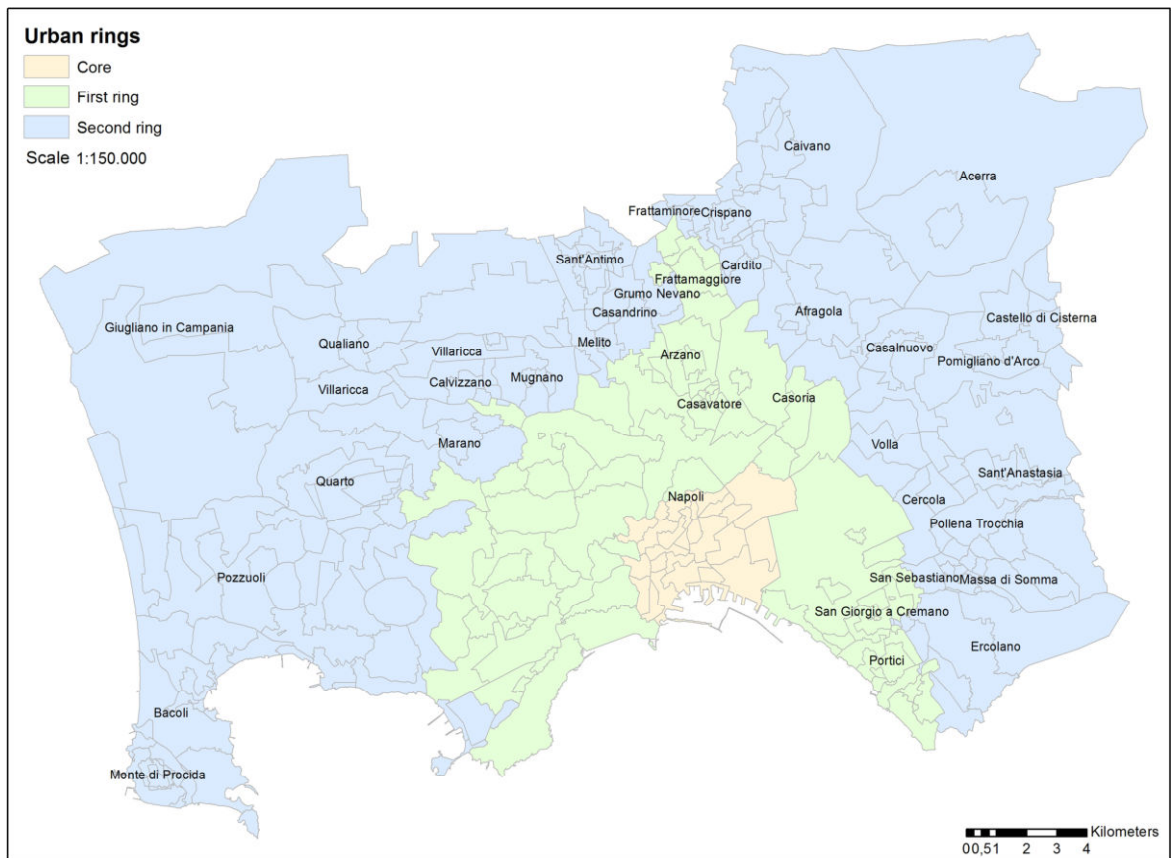 Urban rings
Core
First ring
Second ring
Scale 1:150.000
Caivano
Acerra
Frattaminore
Crispano
Sant'Antimo
Cardito
Frattamaggiore
Grumo Nevano
Casandrino
Afragola
Castello di Cisterna
Giugliano in Campania
Qualiano
Villaricca
Melito
Arzano
Casalnuovo
Pomigliano d'Arco
Villaricca
Calvizzano
Mugnano
Casavatore
Casoria
Marano
Volla
Quarto
Sant'Anastasia
Napoli
Cercola
Pollena Trocchia
Pozzuoli
San Sebastiano
Massa di Somma
San Giorgio a Cremano
Ercolano
Portici
Bacoli
Monte di Procida
Kilometers
0 0,5 1 2 3 4